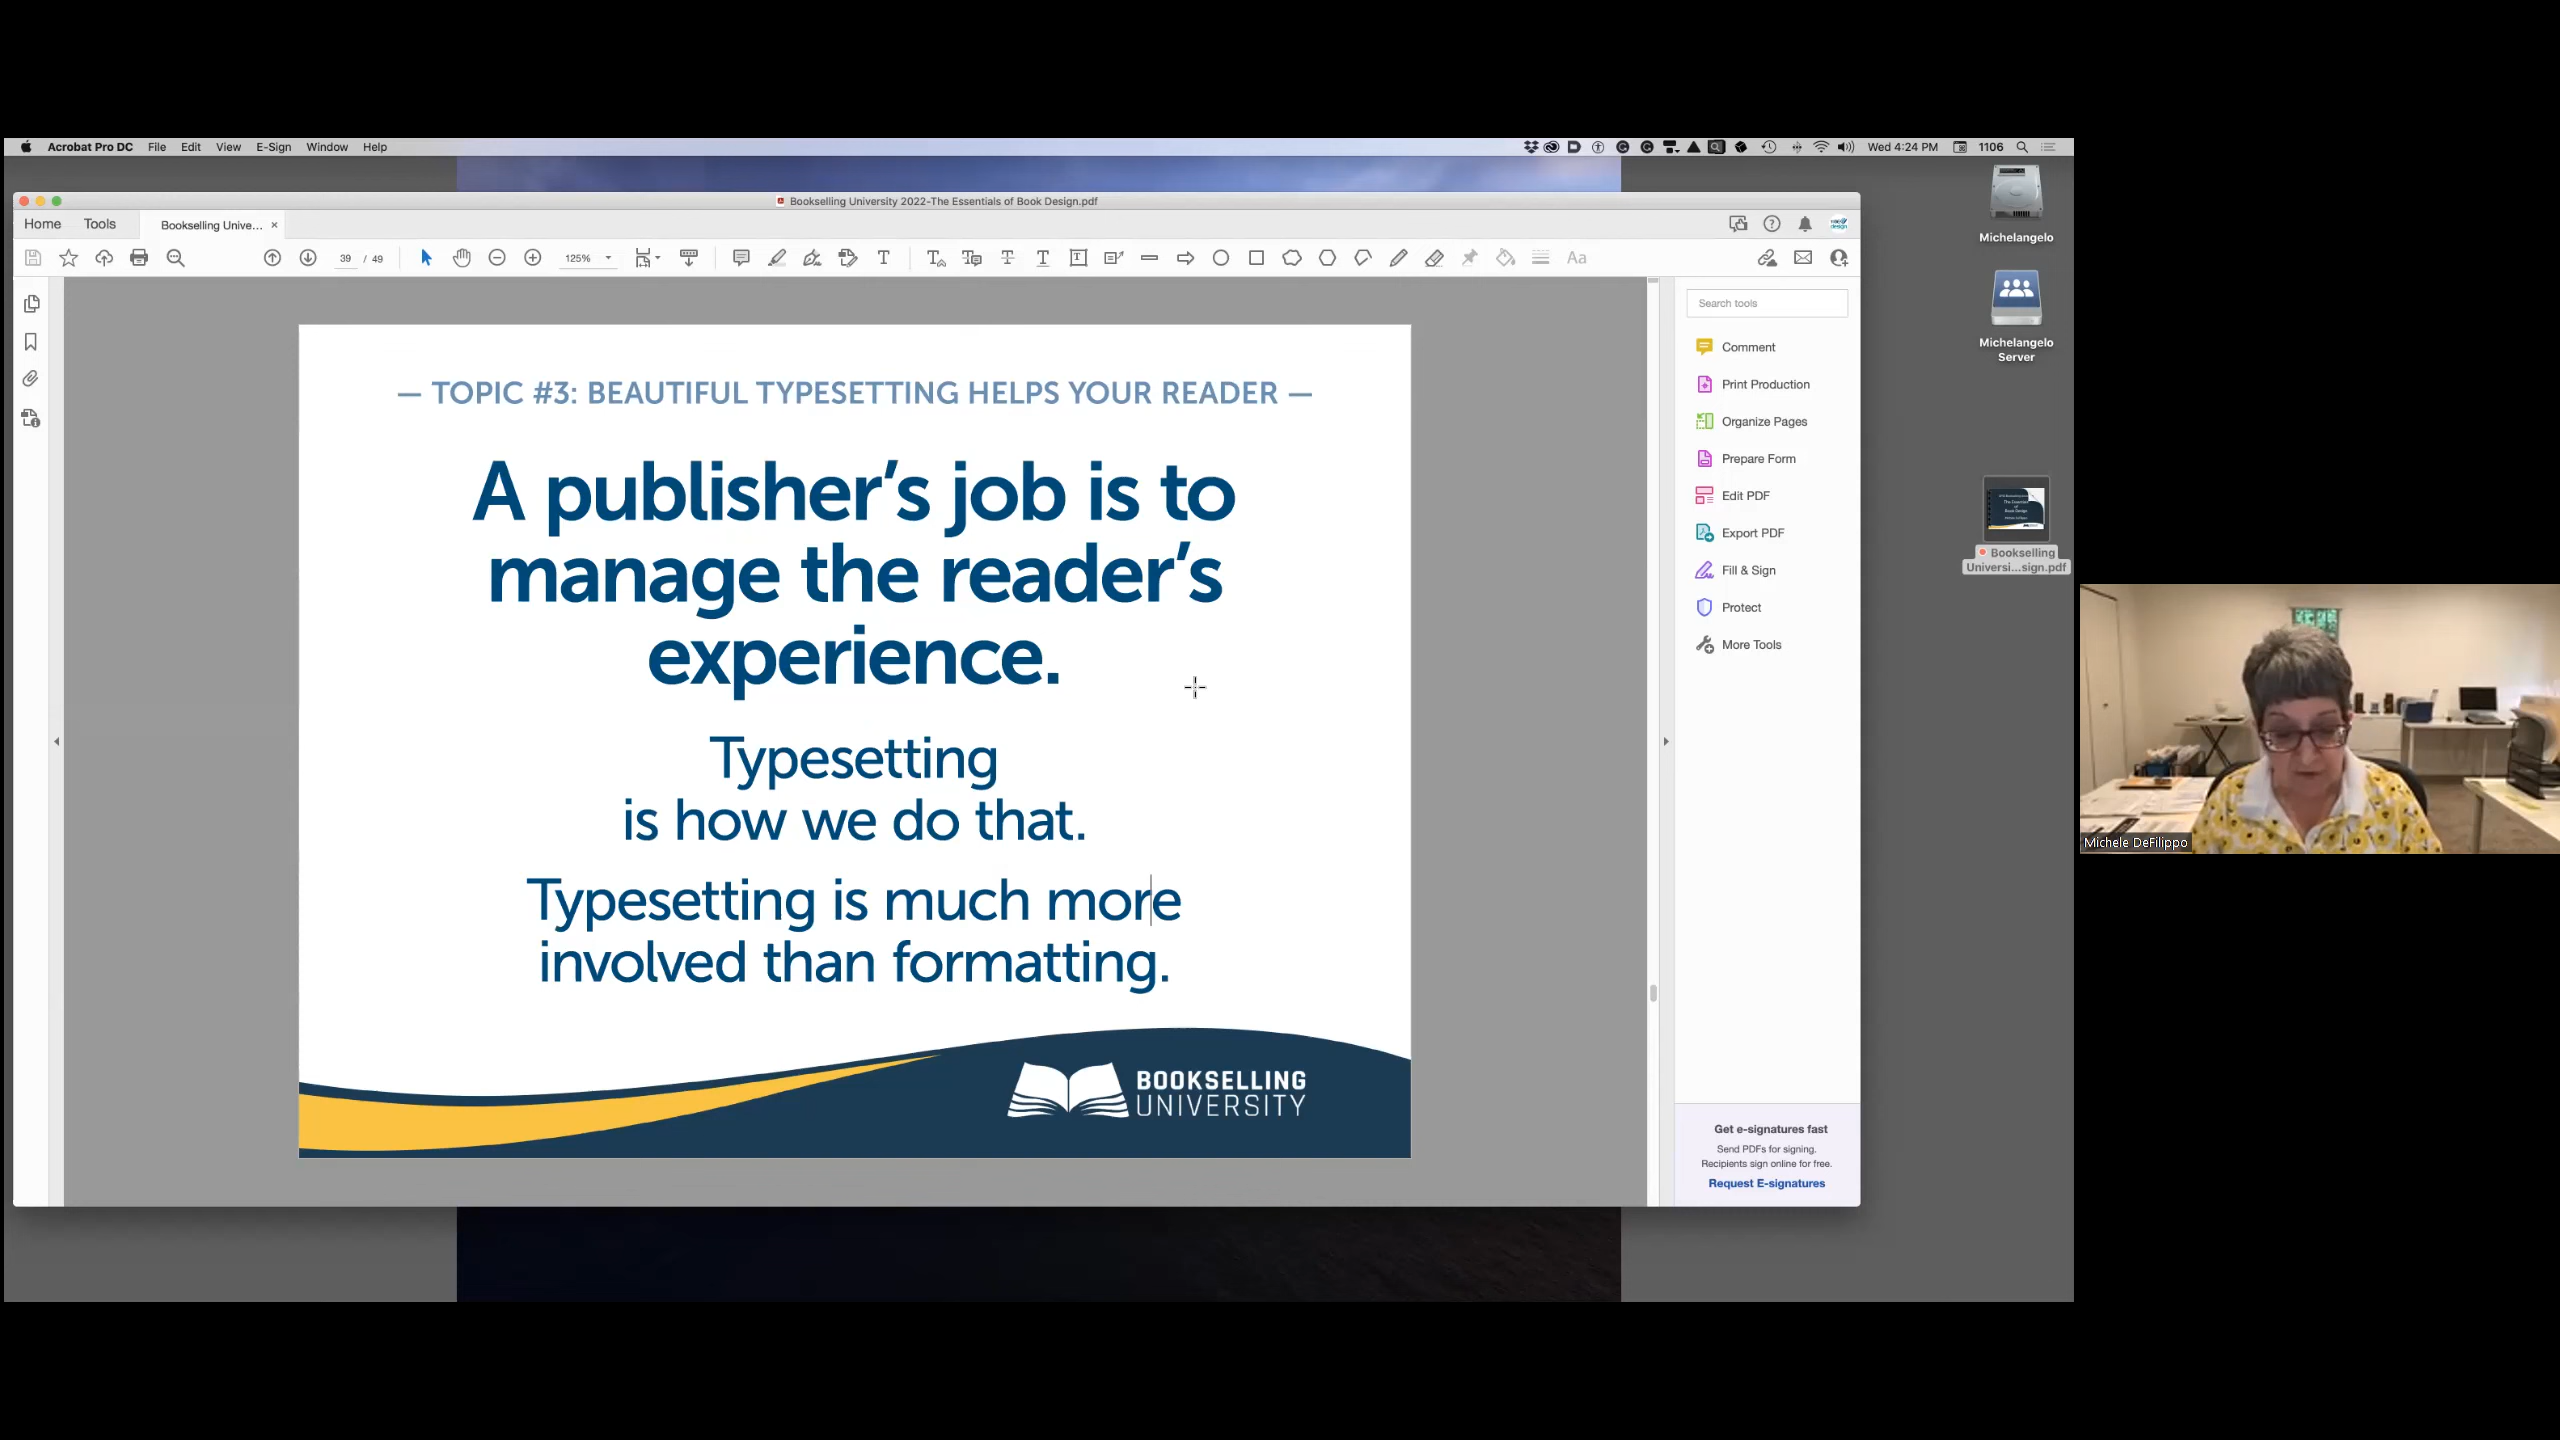 Acrobat Pro DC File Edit View E-Sign Window Help
Wed 4:24 PM 1106
Bookselling University 2022-The Essentials of Book Design.pdf
Home Tools Bookselling Unive... ×
39 / 49 125%
Search tools
Comment
Print Production
Organize Pages
Prepare Form
Edit PDF
Export PDF
Fill & Sign
Protect
More Tools
Get e-signatures fast
Send PDFs for signing.
Recipients sign online for free.
Request E-signatures
— TOPIC #3: BEAUTIFUL TYPESETTING HELPS YOUR READER —
A publisher’s job is to
manage the reader’s
experience.
Typesetting
is how we do that.
Typesetting is much more
involved than formatting.
BOOKSELLING
UNIVERSITY
Michelangelo
Michelangelo
Server
Bookselling
Universi...sign.pdf
Michele DeFilippo